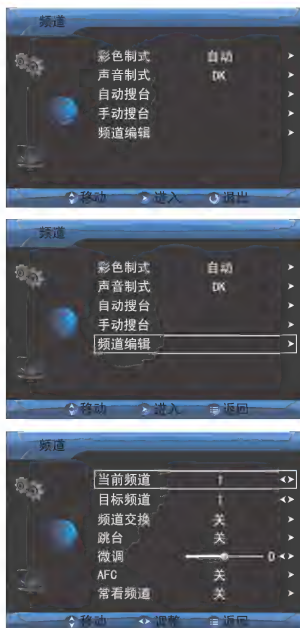 频道
彩色制式 自动
声音制式 DK
自动搜台
手动搜台
频道编辑
移动 进入 退出
频道
彩色制式 自动
声音制式 DK
自动搜台
手动搜台
频道编辑
移动 进入 返回
频道
当前频道 1
目标频道 1
频道交换 关
跳台 关
微调 0
AFC 关
常看频道 关
移动 调整 返回